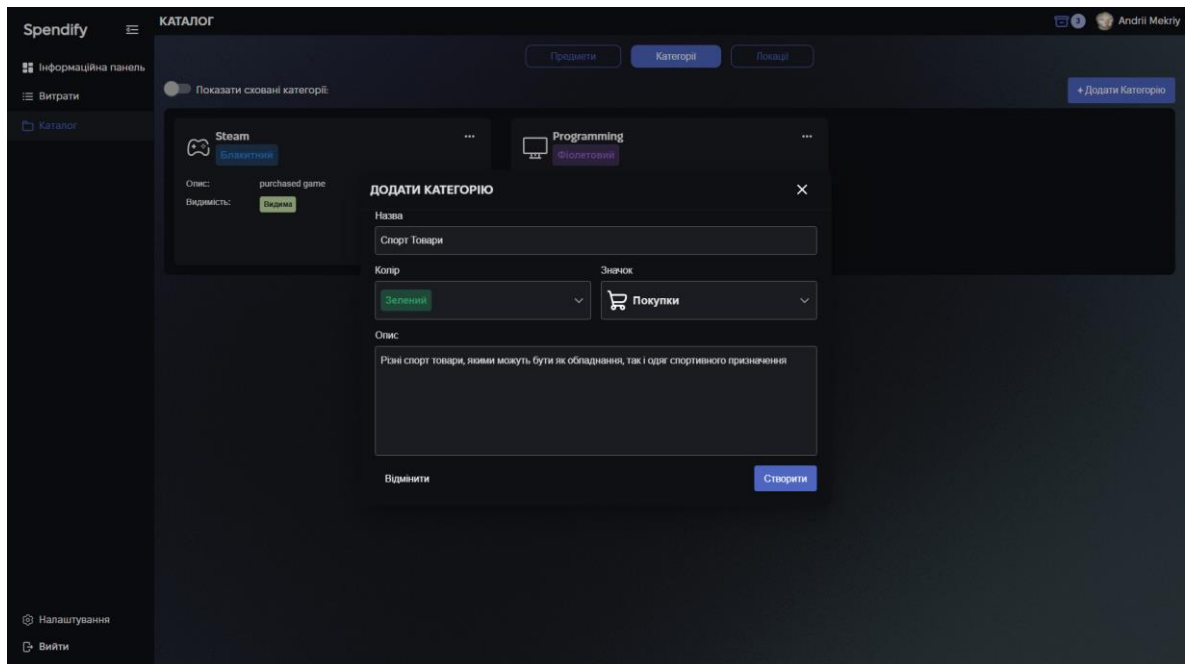 Spendify
КАТАЛОГ
3
Andrii Mekriy
Інформаційна панель
Витрати
Каталог
Предмети
Категорії
Локації
Показати сховані категорії:
+ Додати Категорію
Steam
...
Блакитний
Опис: purchased game
Видимість: Видима
Programming
...
Фіолетовий
ДОДАТИ КАТЕГОРІЮ
Назва
Спорт Товари
Колір
Значок
Зелений
Покупки
Опис
Різні спорт товари, якими можуть бути як обладнання, так і одяг спортивного призначення
Відмінити
Створити
Налаштування
Вийти